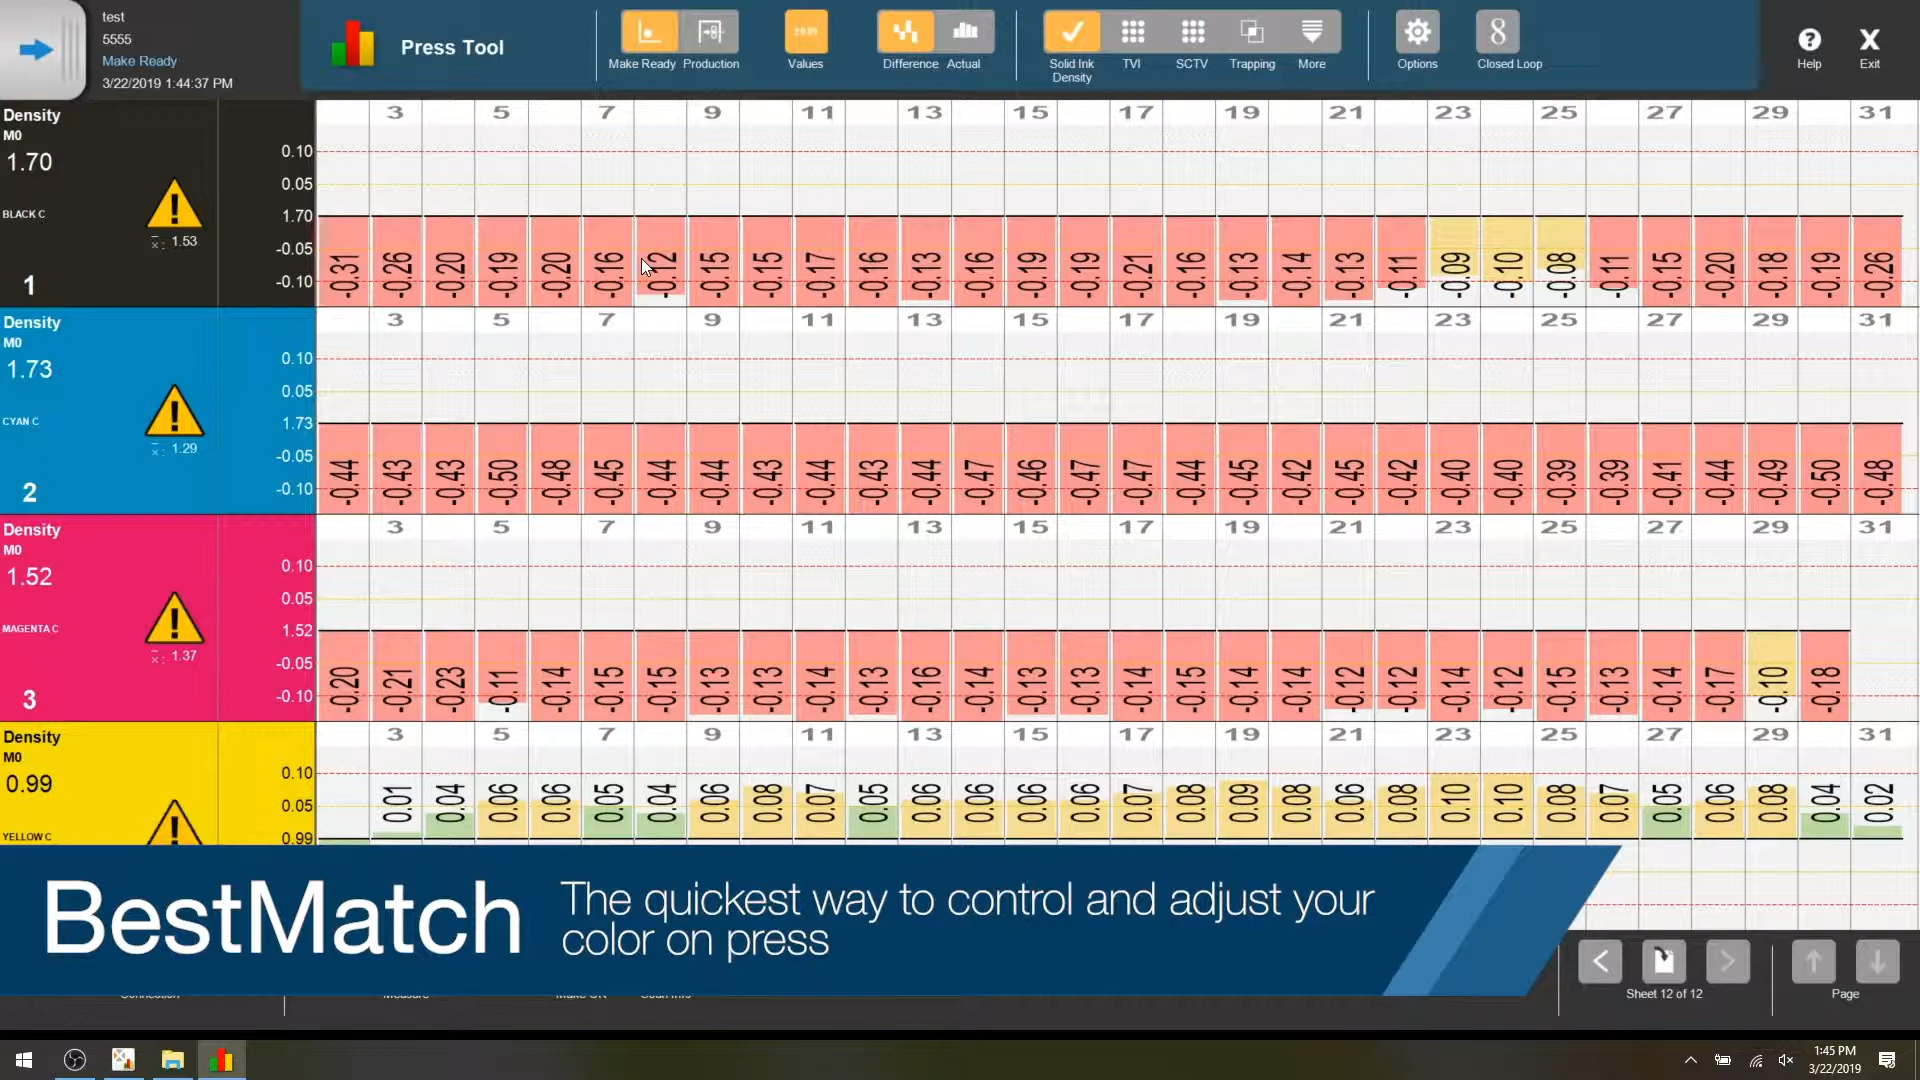 test
5555
Make Ready
3/22/2019 1:44:37 PM
Press Tool
Make Ready Production
Values
Difference Actual
Solid Ink Density TVI SCTV Trapping More
Options
Closed Loop
Help
Exit
Density
M0
1.70
BLACK C
x : 1.53
1
3 5 7 9 11 13 15 17 19 21 23 25 27 29 31
0.10
0.05
1.70
-0.05
-0.10
-0.31 -0.26 -0.20 -0.19 -0.20 -0.16 -0.12 -0.15 -0.15 -0.17 -0.16 -0.13 -0.16 -0.19 -0.19 -0.21 -0.16 -0.13 -0.14 -0.13 -0.11 -0.09 -0.10 -0.08 -0.11 -0.15 -0.20 -0.18 -0.19 -0.26
Density
M0
1.73
CYAN C
x : 1.29
2
3 5 7 9 11 13 15 17 19 21 23 25 27 29 31
0.10
0.05
1.73
-0.05
-0.10
-0.44 -0.43 -0.43 -0.50 -0.48 -0.45 -0.44 -0.44 -0.43 -0.44 -0.43 -0.44 -0.47 -0.46 -0.47 -0.47 -0.44 -0.45 -0.42 -0.45 -0.42 -0.40 -0.40 -0.39 -0.39 -0.41 -0.44 -0.49 -0.50 -0.48
Density
M0
1.52
MAGENTA C
x : 1.37
3
3 5 7 9 11 13 15 17 19 21 23 25 27 29 31
0.10
0.05
1.52
-0.05
-0.10
-0.20 -0.21 -0.23 -0.11 -0.14 -0.15 -0.15 -0.13 -0.13 -0.14 -0.13 -0.16 -0.14 -0.13 -0.13 -0.14 -0.15 -0.14 -0.14 -0.12 -0.12 -0.14 -0.12 -0.15 -0.13 -0.14 -0.17 -0.10 -0.18
Density
M0
0.99
YELLOW C
3 5 7 9 11 13 15 17 19 21 23 25 27 29 31
0.10
0.05
0.99
0.01 0.04 0.06 0.06 0.05 0.04 0.06 0.08 0.07 0.05 0.06 0.06 0.06 0.06 0.07 0.08 0.09 0.08 0.06 0.08 0.10 0.10 0.08 0.07 0.05 0.06 0.08 0.04 0.02
BestMatch
The quickest way to control and adjust your
color on press
Sheet 12 of 12
Page
1:45 PM
3/22/2019